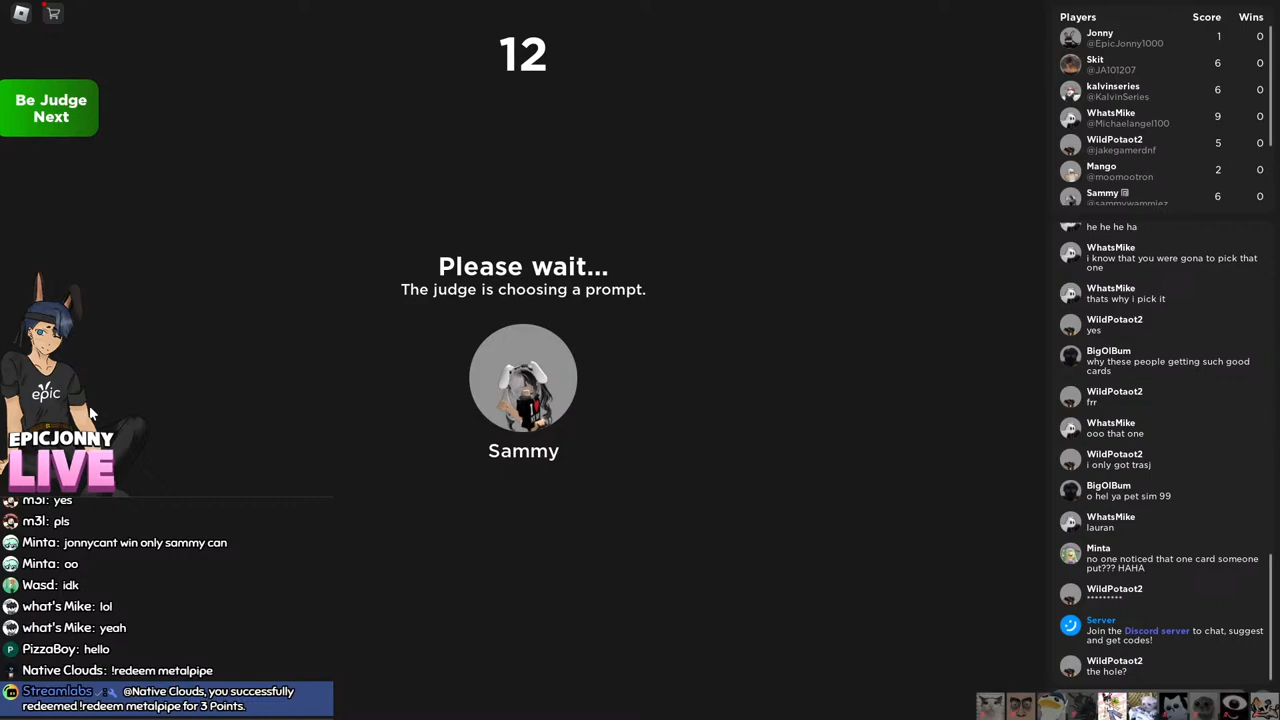 12
Be Judge
Next
Please wait...
The judge is choosing a prompt.
Sammy
epic
EPICJONNY
LIVE
m3l: yes
m3l: pls
Minta: jonnycant win only sammy can
Minta: oo
Wasd: idk
what's Mike: lol
what's Mike: yeah
PizzaBoy: hello
Native Clouds: !redeem metalpipe
Streamlabs @Native Clouds, you successfully
redeemed !redeem metalpipe for 3 Points.
Players Score Wins
Jonny 1 0
@EpicJonny1000
Skit 6 0
@JA101207
kalvinseries 6 0
@KalvinSeries
WhatsMike 9 0
@Michaelangel100
WildPotaot2 5 0
@jakegamerdnf
Mango 2 0
@moomootron
Sammy 6 0
@sammywammiez
he he he ha
WhatsMike
i know that you were gona to pick that
one
WhatsMike
thats why i pick it
WildPotaot2
yes
BigOlBum
why these people getting such good
cards
WildPotaot2
frr
WhatsMike
ooo that one
WildPotaot2
i only got trasj
BigOlBum
o hel ya pet sim 99
WhatsMike
lauran
Minta
no one noticed that one card someone
put??? HAHA
WildPotaot2
*********
Server
Join the Discord server to chat, suggest
and get codes!
WildPotaot2
the hole?